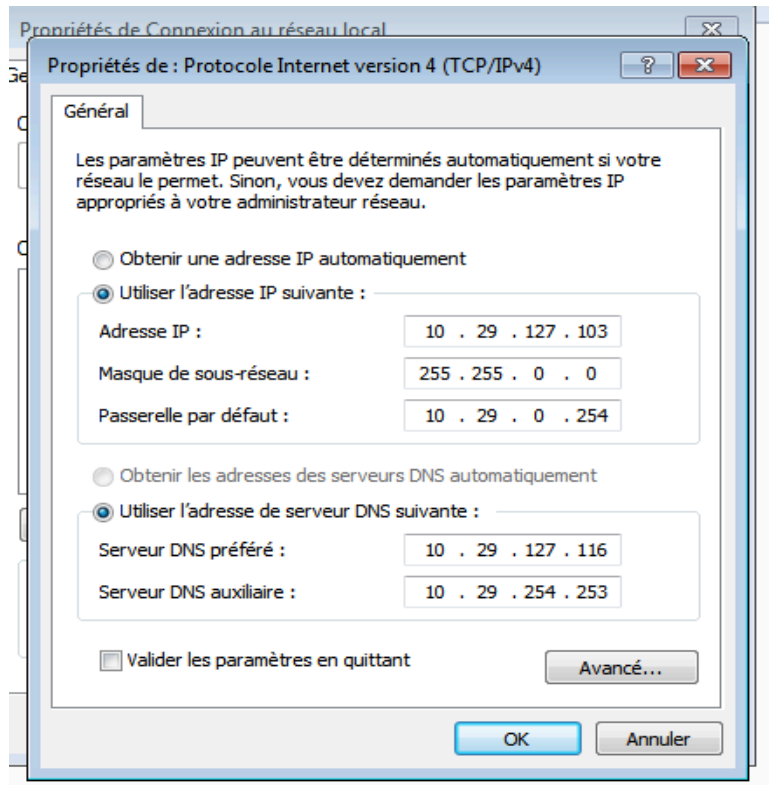 Propriétés de Connexion au réseau local
Propriétés de : Protocole Internet version 4 (TCP/IPv4)
Général
Les paramètres IP peuvent être déterminés automatiquement si votre
réseau le permet. Sinon, vous devez demander les paramètres IP
appropriés à votre administrateur réseau.
Obtenir une adresse IP automatiquement
Utiliser l'adresse IP suivante :
Adresse IP : 10 . 29 . 127 . 103
Masque de sous-réseau : 255 . 255 . 0 . 0
Passerelle par défaut : 10 . 29 . 0 . 254
Obtenir les adresses des serveurs DNS automatiquement
Utiliser l'adresse de serveur DNS suivante :
Serveur DNS préféré : 10 . 29 . 127 . 116
Serveur DNS auxiliaire : 10 . 29 . 254 . 253
Valider les paramètres en quittant
Avancé...
OK Annuler